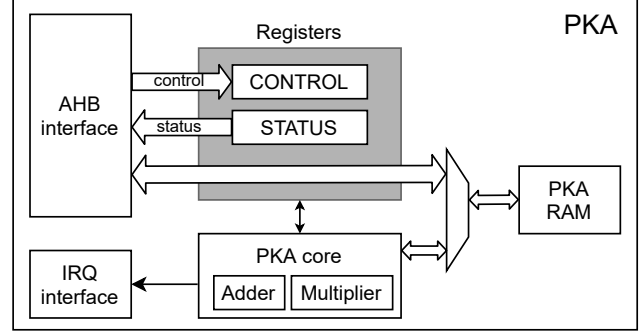 PKA
Registers
control
CONTROL
AHB
interface
status
STATUS
PKA
RAM
PKA core
IRQ
interface
Adder
Multiplier